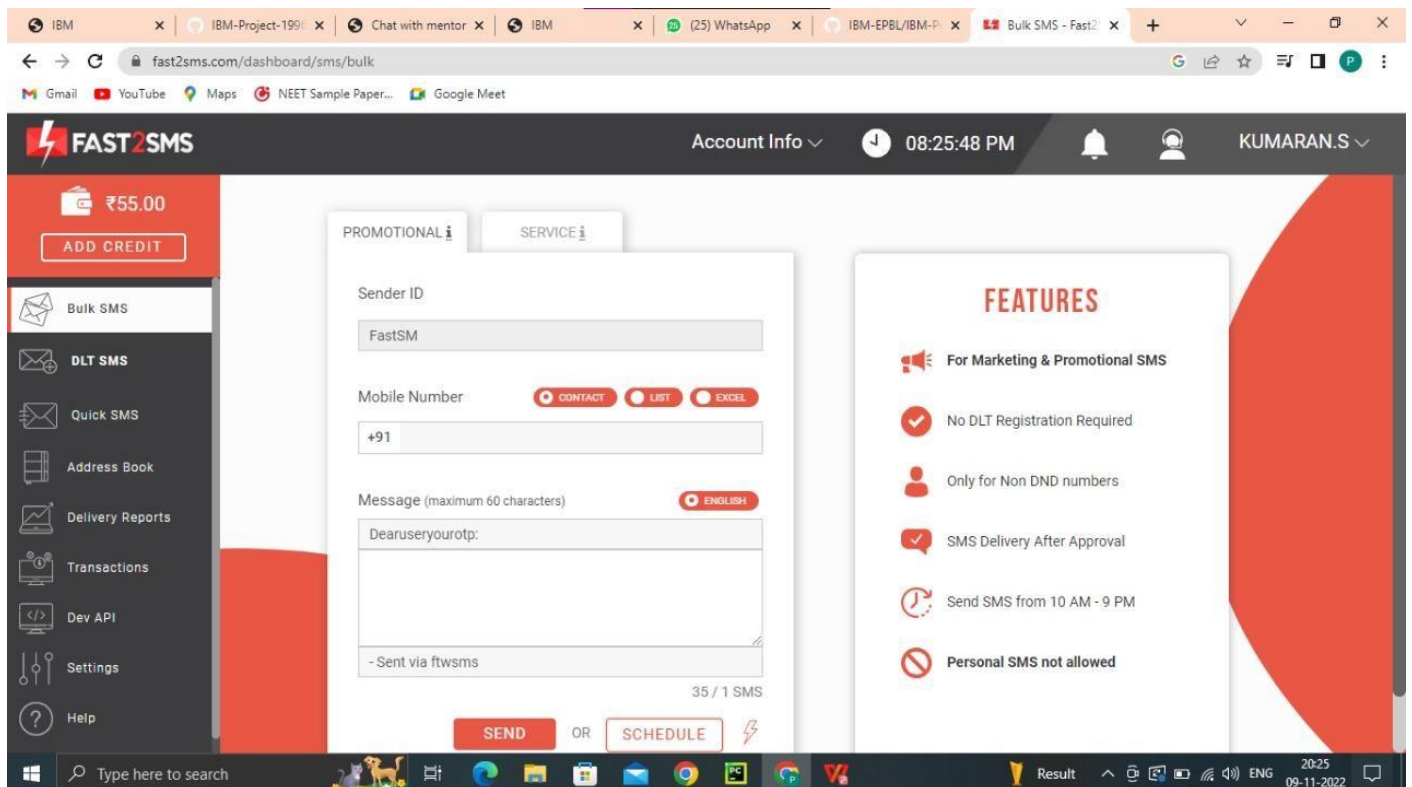 IBM
IBM-Project-1996
Chat with mentor
IBM
(25) WhatsApp
IBM-EPBL/IBM-Pr
Bulk SMS - Fast2
fast2sms.com/dashboard/sms/bulk
Gmail YouTube Maps NEET Sample Paper... Google Meet
FAST2SMS
Account Info
08:25:48 PM
KUMARAN.S
₹55.00
ADD CREDIT
Bulk SMS
DLT SMS
Quick SMS
Address Book
Delivery Reports
Transactions
Dev API
Settings
Help
PROMOTIONAL i
SERVICE i
Sender ID
FastSM
Mobile Number
CONTACT LIST EXCEL
+91
Message (maximum 60 characters)
ENGLISH
Dearuseryourotp:
- Sent via ftwsms
35 / 1 SMS
SEND OR SCHEDULE
FEATURES
For Marketing & Promotional SMS
No DLT Registration Required
Only for Non DND numbers
SMS Delivery After Approval
Send SMS from 10 AM - 9 PM
Personal SMS not allowed
Type here to search
Result
ENG
20:25
09-11-2022